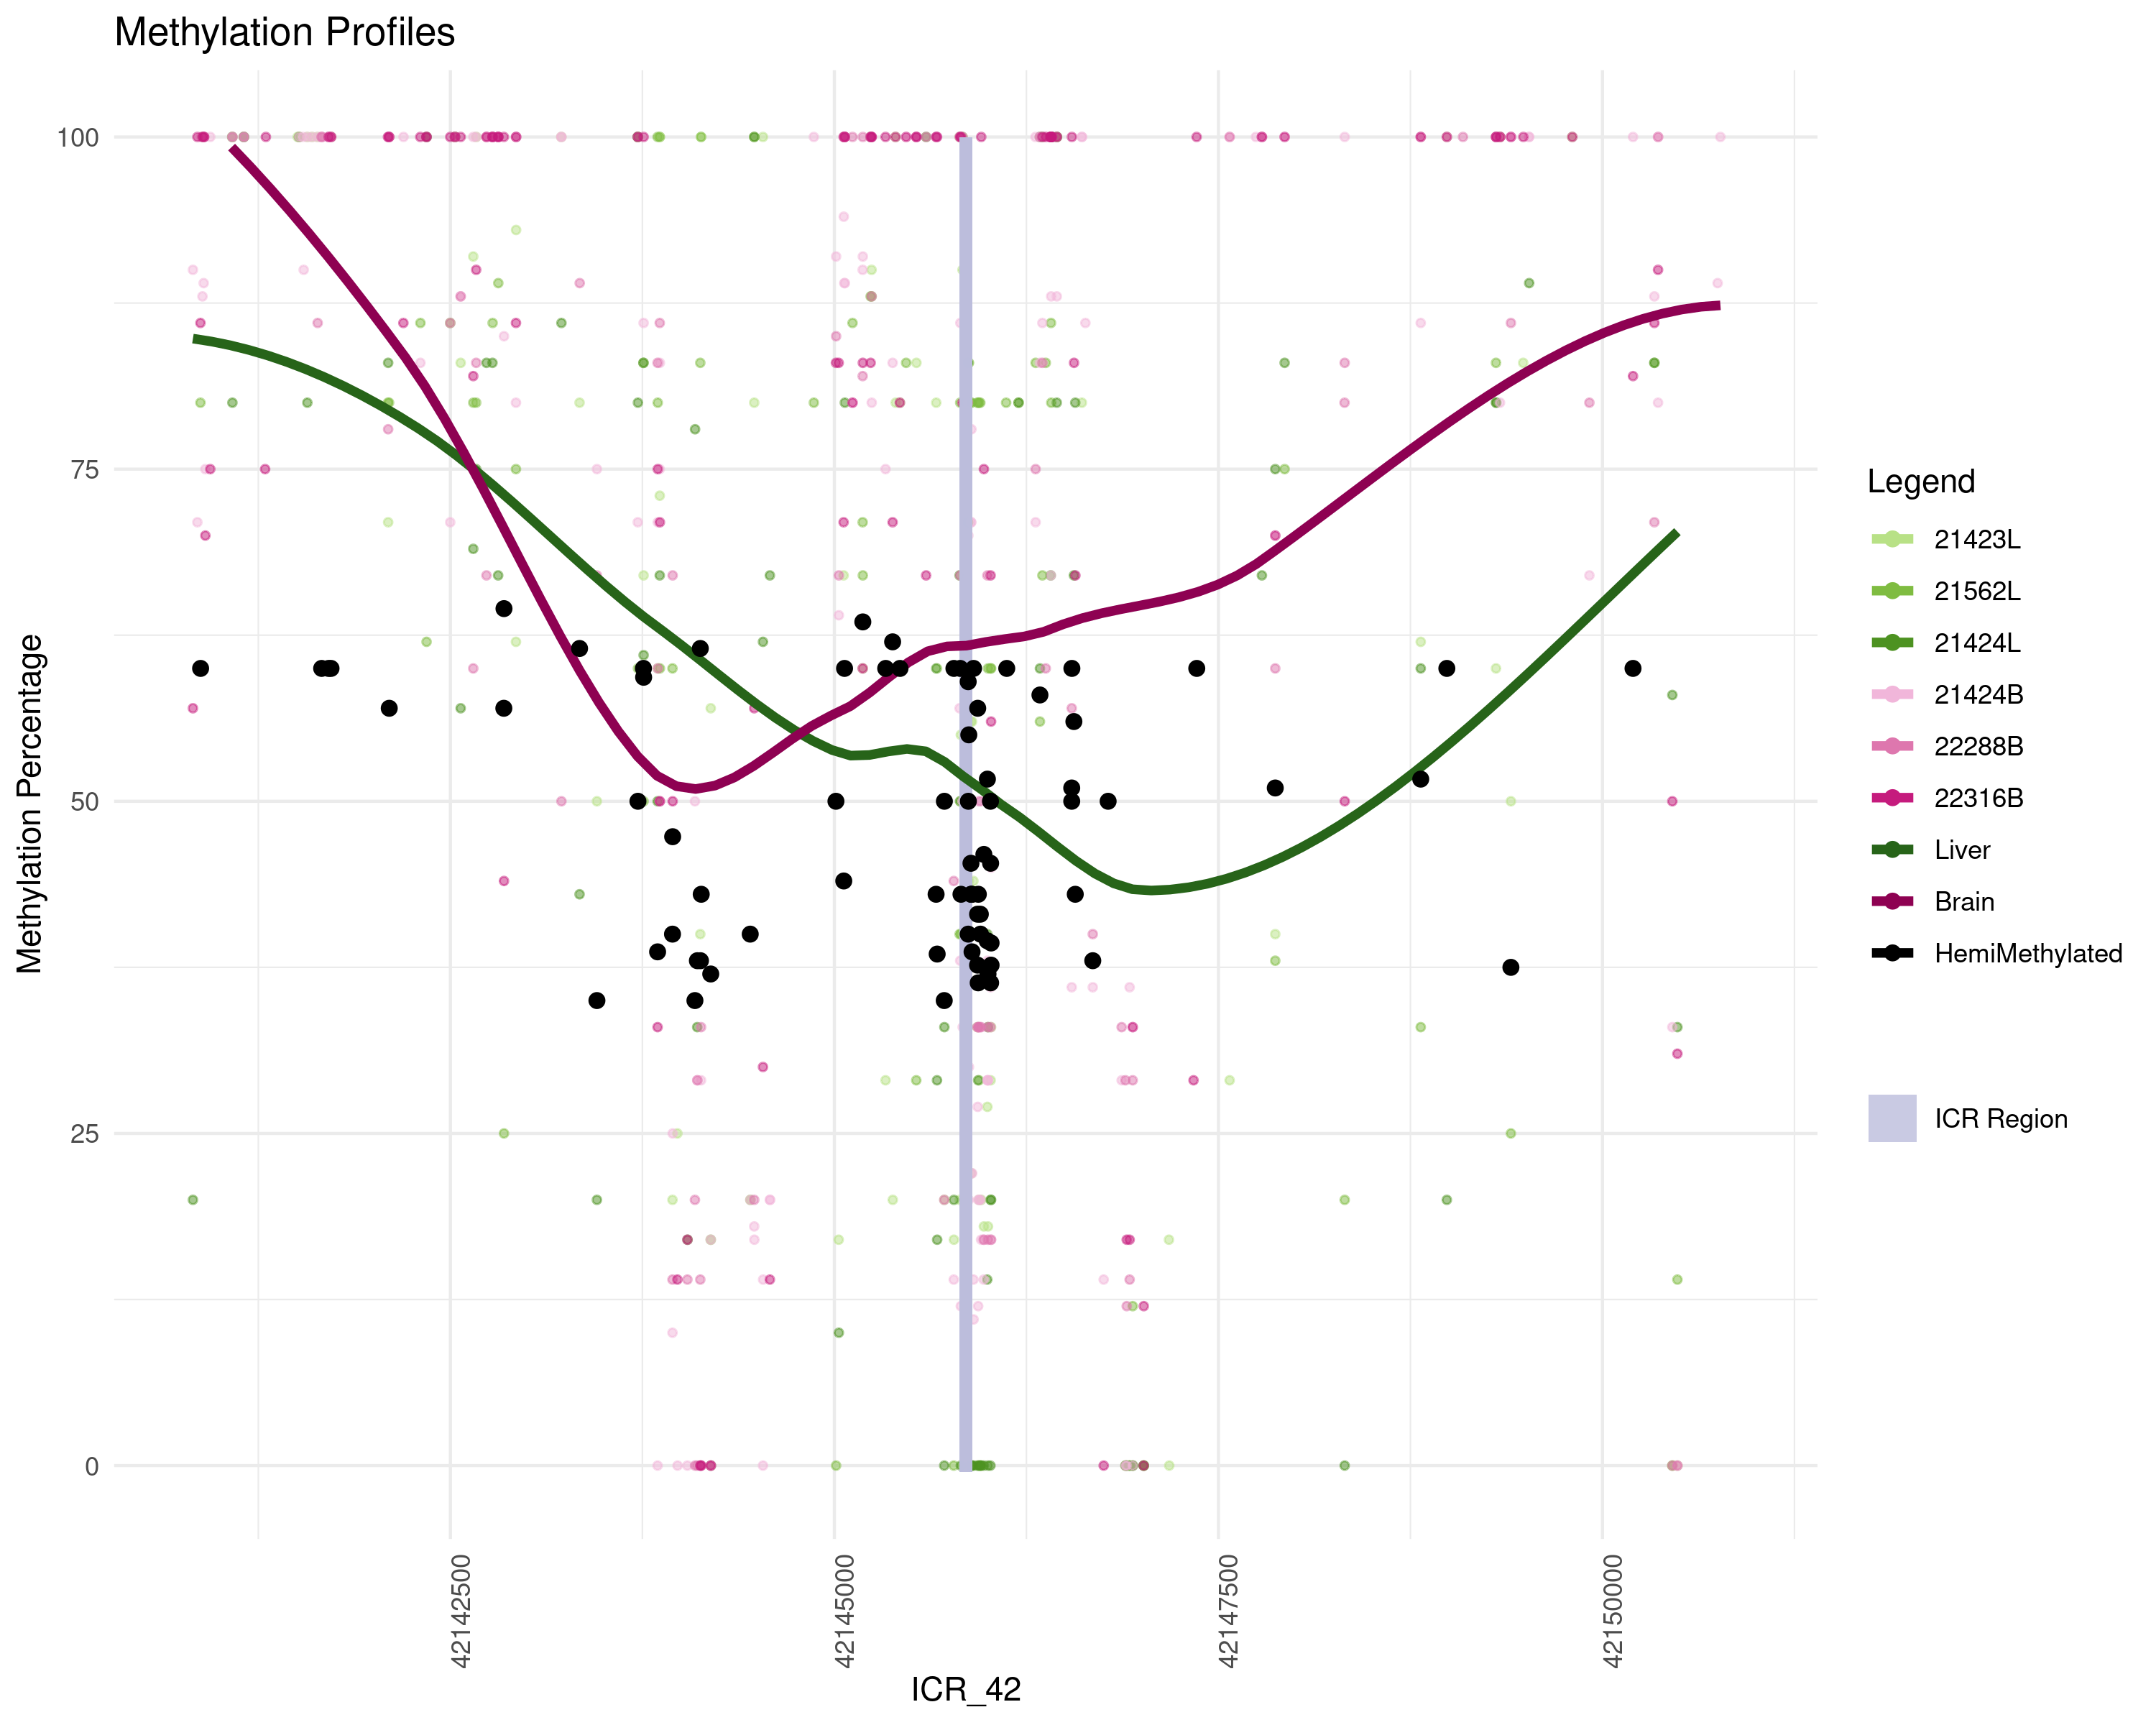 Methylation Profiles
Methylation Percentage
100
75
50
25
0
42142500
42145000
42147500
42150000
ICR_42
Legend
21423L
21562L
21424L
21424B
22288B
22316B
Liver
Brain
HemiMethylated
ICR Region